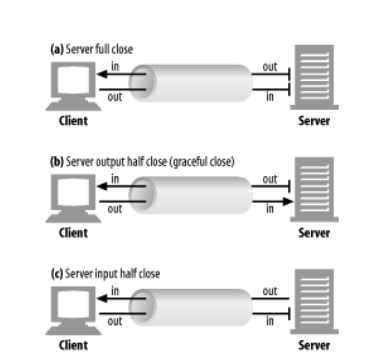 (a) Server full close
in
out
out
in
Client
Server
(b) Server output half close (graceful close)
in
out
out
in
Client
Server
(c) Server input half close
in
out
out
in
Client
Server